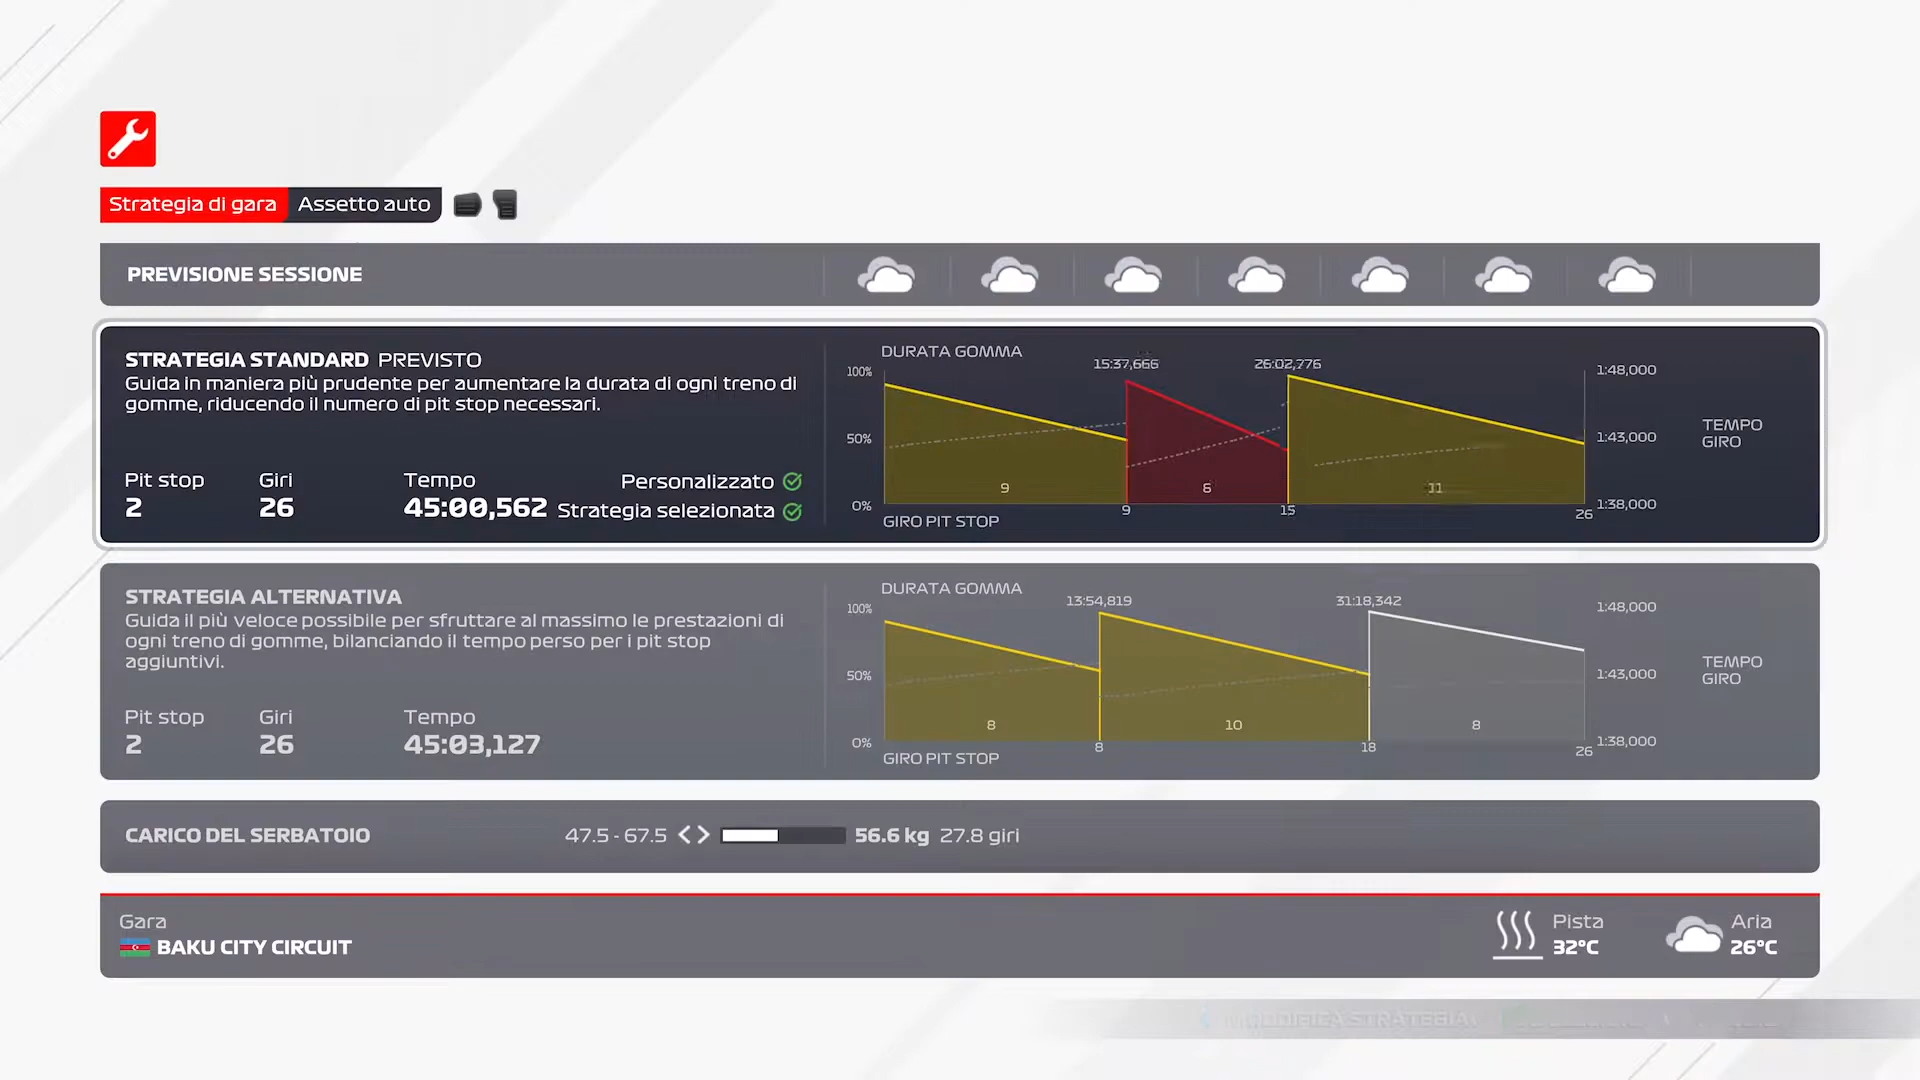 Strategia di gara Assetto auto
PREVISIONE SESSIONE
STRATEGIA STANDARD PREVISTO
Guida in maniera più prudente per aumentare la durata di ogni treno di
gomme, riducendo il numero di pit stop necessari.
Pit stop Giri Tempo Personalizzato
2 26 45:00,562 Strategia selezionata
DURATA GOMMA
15:37,666 26:02,776
100% 1:48,000
50% 1:43,000
TEMPO
GIRO
9 6 11
0% 9 15 26 1:38,000
GIRO PIT STOP
STRATEGIA ALTERNATIVA
Guida il più veloce possibile per sfruttare al massimo le prestazioni di
ogni treno di gomme, bilanciando il tempo perso per i pit stop
aggiuntivi.
Pit stop Giri Tempo
2 26 45:03,127
DURATA GOMMA
13:54,819 31:18,342
100% 1:48,000
50% 1:43,000
TEMPO
GIRO
8 10 8
0% 8 18 26 1:38,000
GIRO PIT STOP
CARICO DEL SERBATOIO 47.5 - 67.5 56.6 kg 27.8 giri
Gara
BAKU CITY CIRCUIT
Pista
32°C
Aria
26°C
MODIFICA STRATEGIA